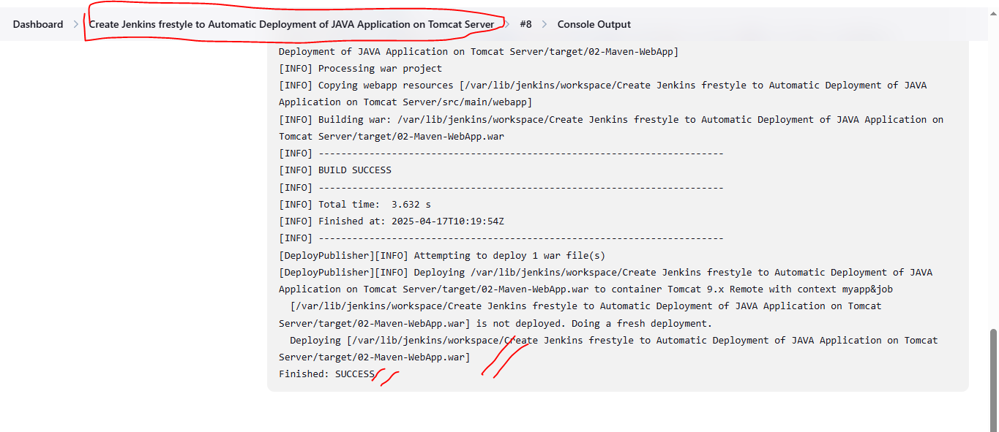 Dashboard > Create Jenkins frestyle to Automatic Deployment of JAVA Application on Tomcat Server > #8 > Console Output
Deployment of JAVA Application on Tomcat Server/target/02-Maven-WebApp]
[INFO] Processing war project
[INFO] Copying webapp resources [/var/lib/jenkins/workspace/Create Jenkins frestyle to Automatic Deployment of JAVA
Application on Tomcat Server/src/main/webapp]
[INFO] Building war: /var/lib/jenkins/workspace/Create Jenkins frestyle to Automatic Deployment of JAVA Application on
Tomcat Server/target/02-Maven-WebApp.war
[INFO] ------------------------------------------------------------------------
[INFO] BUILD SUCCESS
[INFO] ------------------------------------------------------------------------
[INFO] Total time:  3.632 s
[INFO] Finished at: 2025-04-17T10:19:54Z
[INFO] ------------------------------------------------------------------------
[DeployPublisher][INFO] Attempting to deploy 1 war file(s)
[DeployPublisher][INFO] Deploying /var/lib/jenkins/workspace/Create Jenkins frestyle to Automatic Deployment of JAVA
Application on Tomcat Server/target/02-Maven-WebApp.war to container Tomcat 9.x Remote with context myapp&job
[/var/lib/jenkins/workspace/Create Jenkins frestyle to Automatic Deployment of JAVA Application on Tomcat
Server/target/02-Maven-WebApp.war] is not deployed. Doing a fresh deployment.
Deploying [/var/lib/jenkins/workspace/Create Jenkins frestyle to Automatic Deployment of JAVA Application on Tomcat
Server/target/02-Maven-WebApp.war]
Finished: SUCCESS